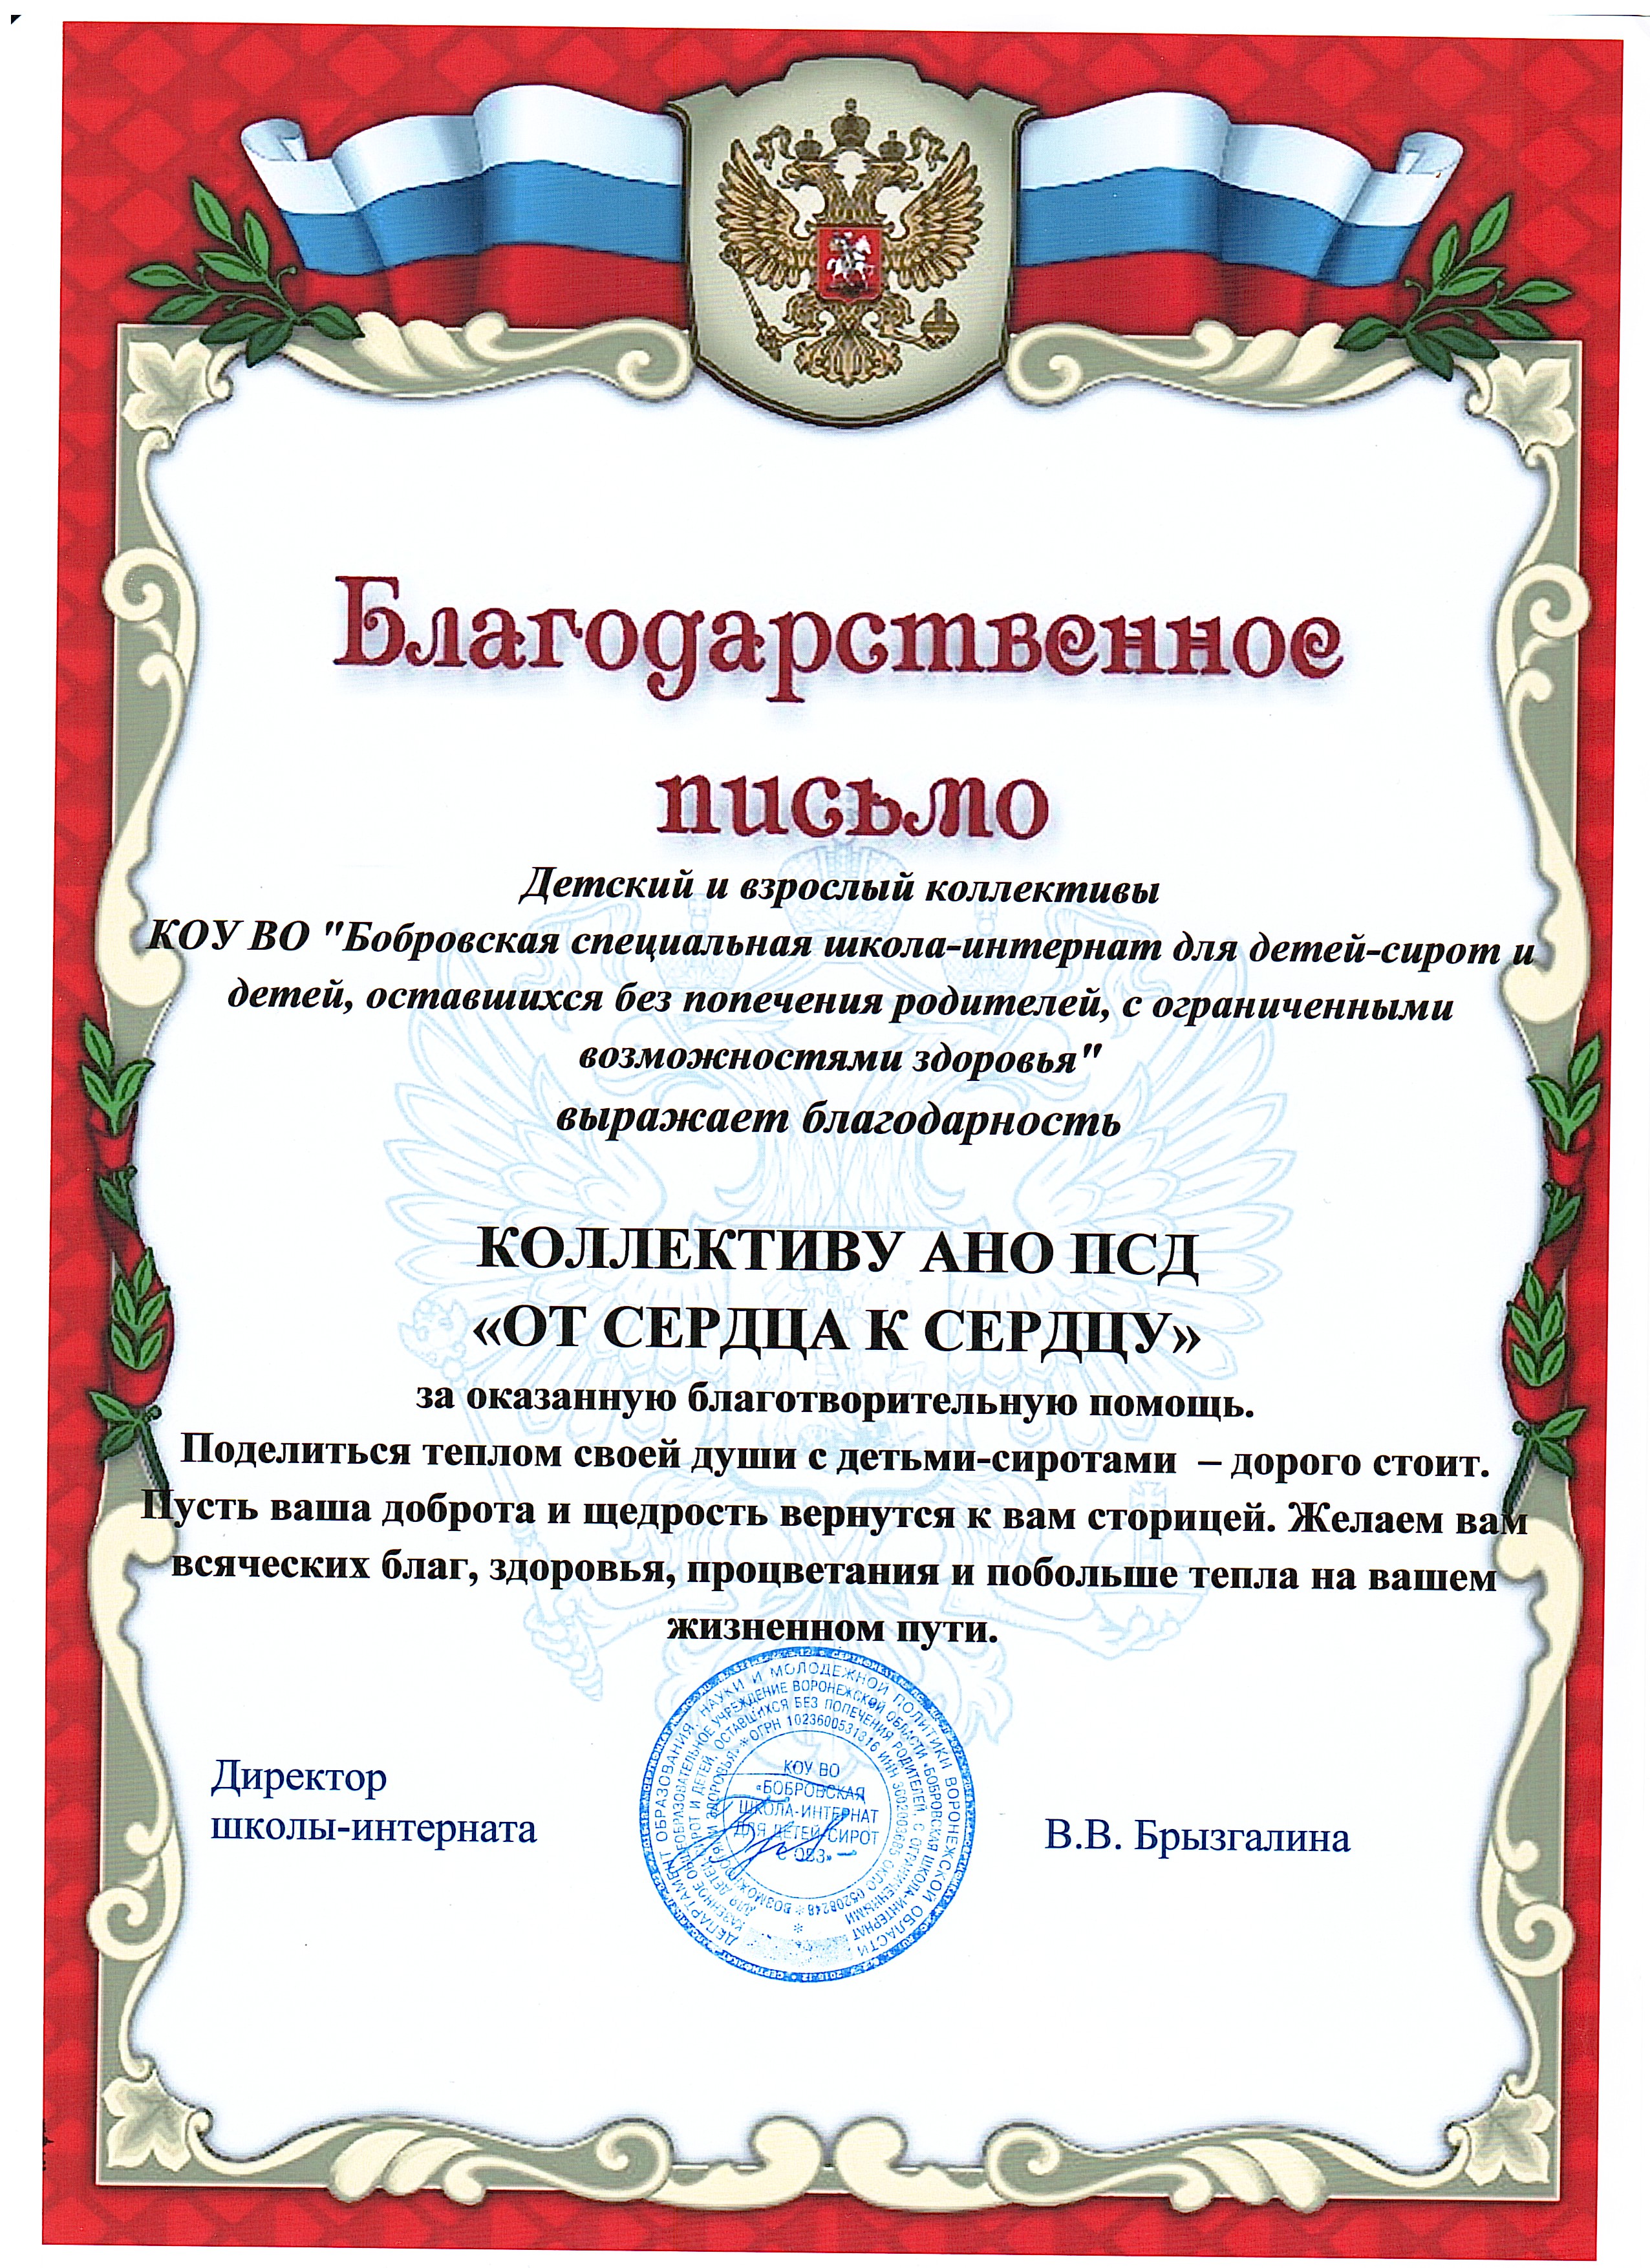 Благодарственное
письмо
Детский и взрослый коллективы
КОУ ВО "Бобровская специальная школа-интернат для детей-сирот и
детей, оставшихся без попечения родителей, с ограниченными
возможностями здоровья"
выражает благодарность
КОЛЛЕКТИВУ АНО ПСД
«ОТ СЕРДЦА К СЕРДЦУ»
за оказанную благотворительную помощь.
Поделиться теплом своей души с детьми-сиротами – дорого стоит.
Пусть ваша доброта и щедрость вернутся к вам сторицей. Желаем вам
всяческих благ, здоровья, процветания и побольше тепла на вашем
жизненном пути.
Директор
школы-интерната
В.В. Брызгалина
ДЕПАРТАМЕНТ ОБРАЗОВАНИЯ, НАУКИ И МОЛОДЕЖНОЙ ПОЛИТИКИ ВОРОНЕЖСКОЙ ОБЛАСТИ
КАЗЕННОЕ ОБЩЕОБРАЗОВАТЕЛЬНОЕ УЧРЕЖДЕНИЕ ВОРОНЕЖСКОЙ ОБЛАСТИ «БОБРОВСКАЯ ШКОЛА-ИНТЕРНАТ
ДЛЯ ДЕТЕЙ-СИРОТ И ДЕТЕЙ, ОСТАВШИХСЯ БЕЗ ПОПЕЧЕНИЯ РОДИТЕЛЕЙ, С ОГРАНИЧЕННЫМИ
ВОЗМОЖНОСТЯМИ ЗДОРОВЬЯ» * ОГРН 1023600531316 ИНН ОКПО 05208248 *
КОУ ВО
«БОБРОВСКАЯ
ШКОЛА-ИНТЕРНАТ
ДЛЯ ДЕТЕЙ-СИРОТ
С ОВЗ»